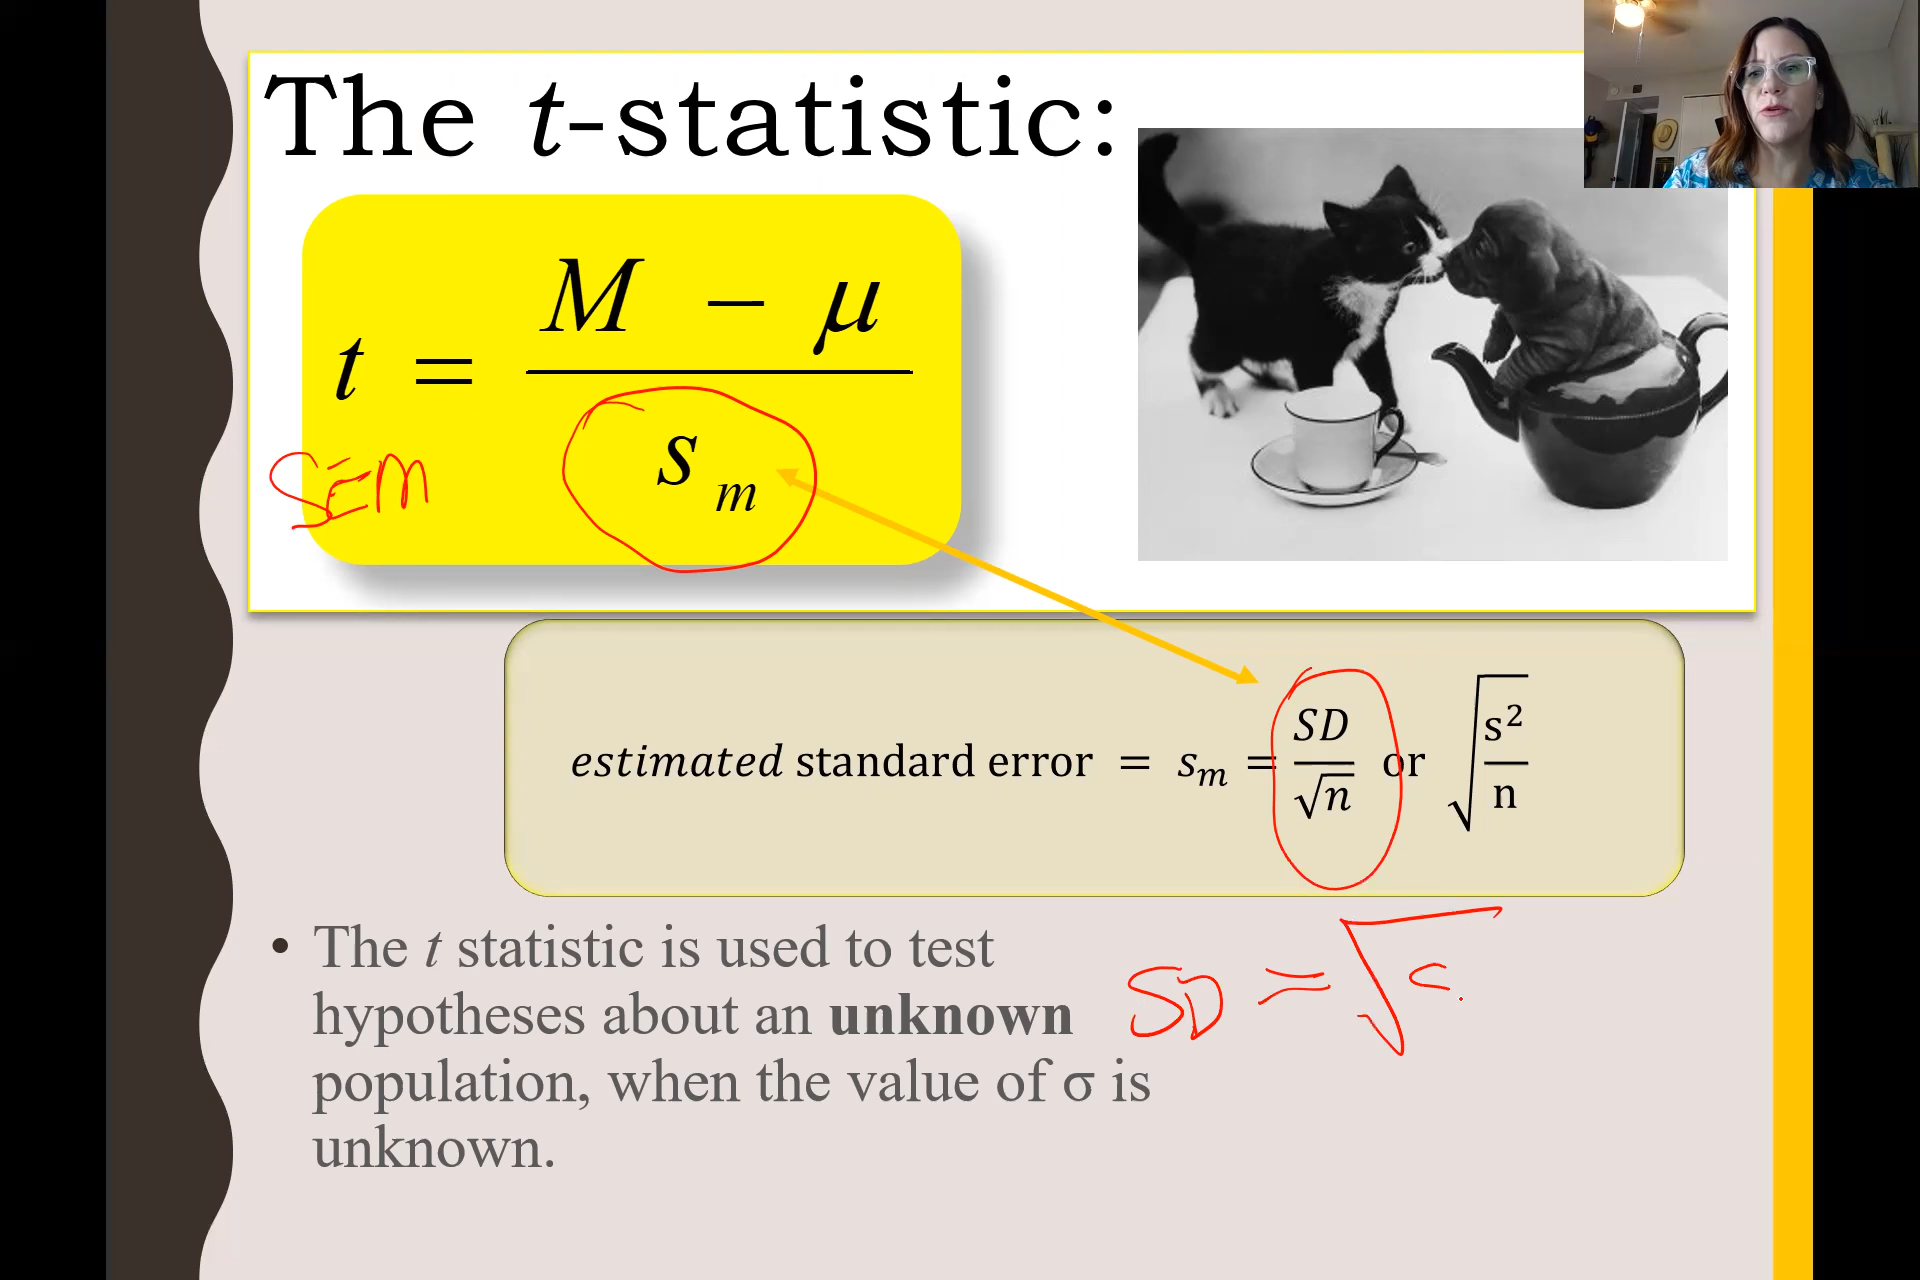 The t-statistic:
t = M − μ / s m
SEM
estimated standard error = sm = SD/√n or √s²/n
• The t statistic is used to test
hypotheses about an unknown
population, when the value of σ is
unknown.
SD = √